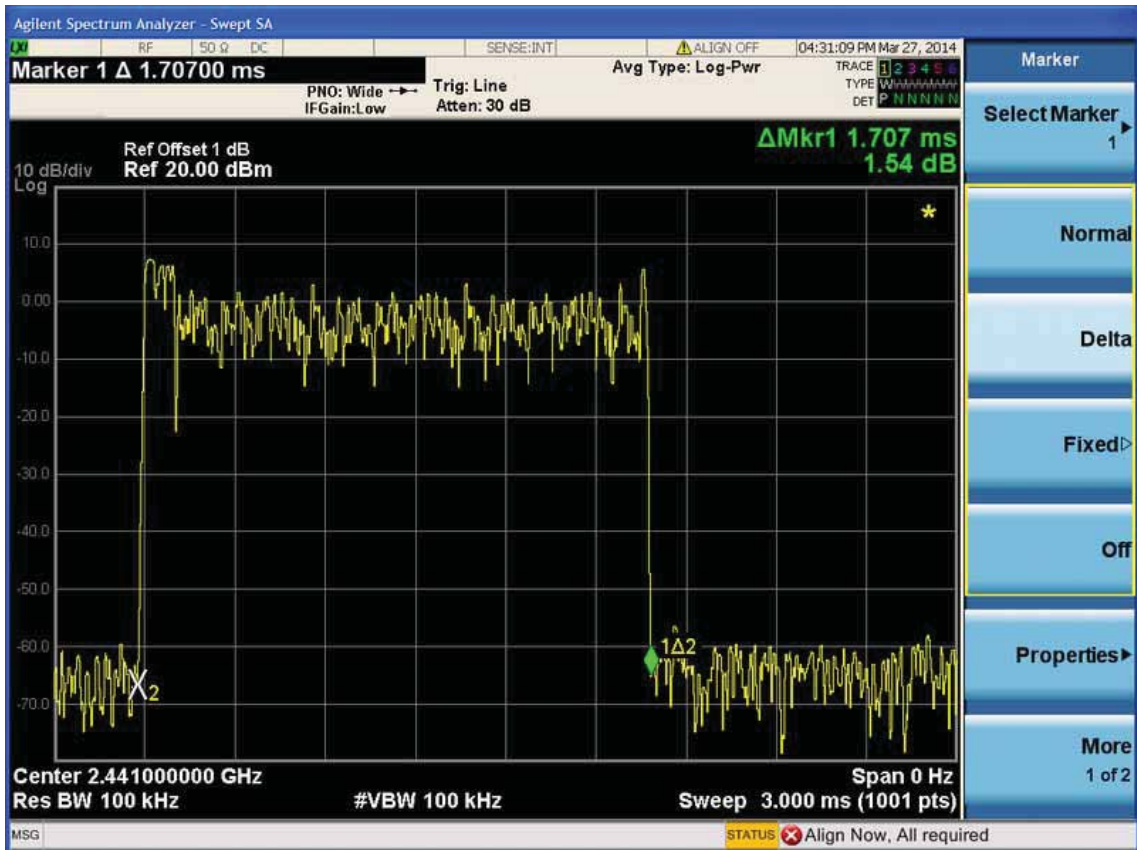 Agilent Spectrum Analyzer - Swept SA
LXI RF 50 Ω DC SENSE:INT ALIGN OFF 04:31:09 PM Mar 27, 2014
Marker 1 Δ 1.70700 ms
PNO: Wide
IFGain:Low
Trig: Line
Atten: 30 dB
Avg Type: Log-Pwr
TRACE 1 2 3 4 5 6
TYPE W
DET P N N N N N
ΔMkr1 1.707 ms
1.54 dB
Ref Offset 1 dB
10 dB/div Ref 20.00 dBm
Log
10.0
0.00
-10.0
-20.0
-30.0
-40.0
-50.0
-60.0
-70.0
1Δ2
2
*
Center 2.441000000 GHz
Span 0 Hz
Res BW 100 kHz
#VBW 100 kHz
Sweep 3.000 ms (1001 pts)
MSG
STATUS Align Now, All required
Marker
Select Marker
1
Normal
Delta
Fixed
Off
Properties
More
1 of 2